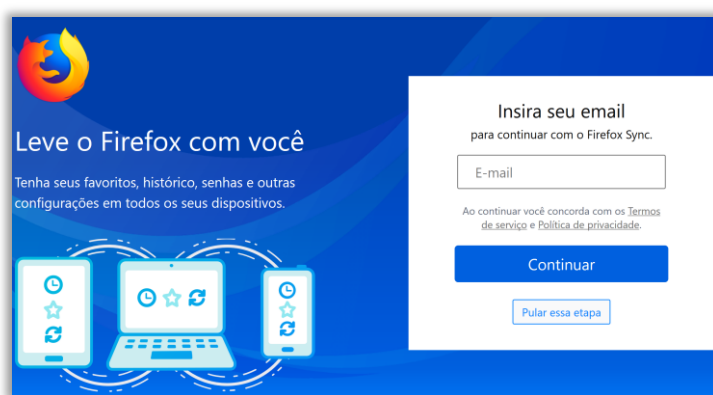 Leve o Firefox com você
Tenha seus favoritos, histórico, senhas e outras
configurações em todos os seus dispositivos.
Insira seu email
para continuar com o Firefox Sync.
E-mail
Ao continuar você concorda com os Termos
de serviço e Política de privacidade.
Continuar
Pular essa etapa